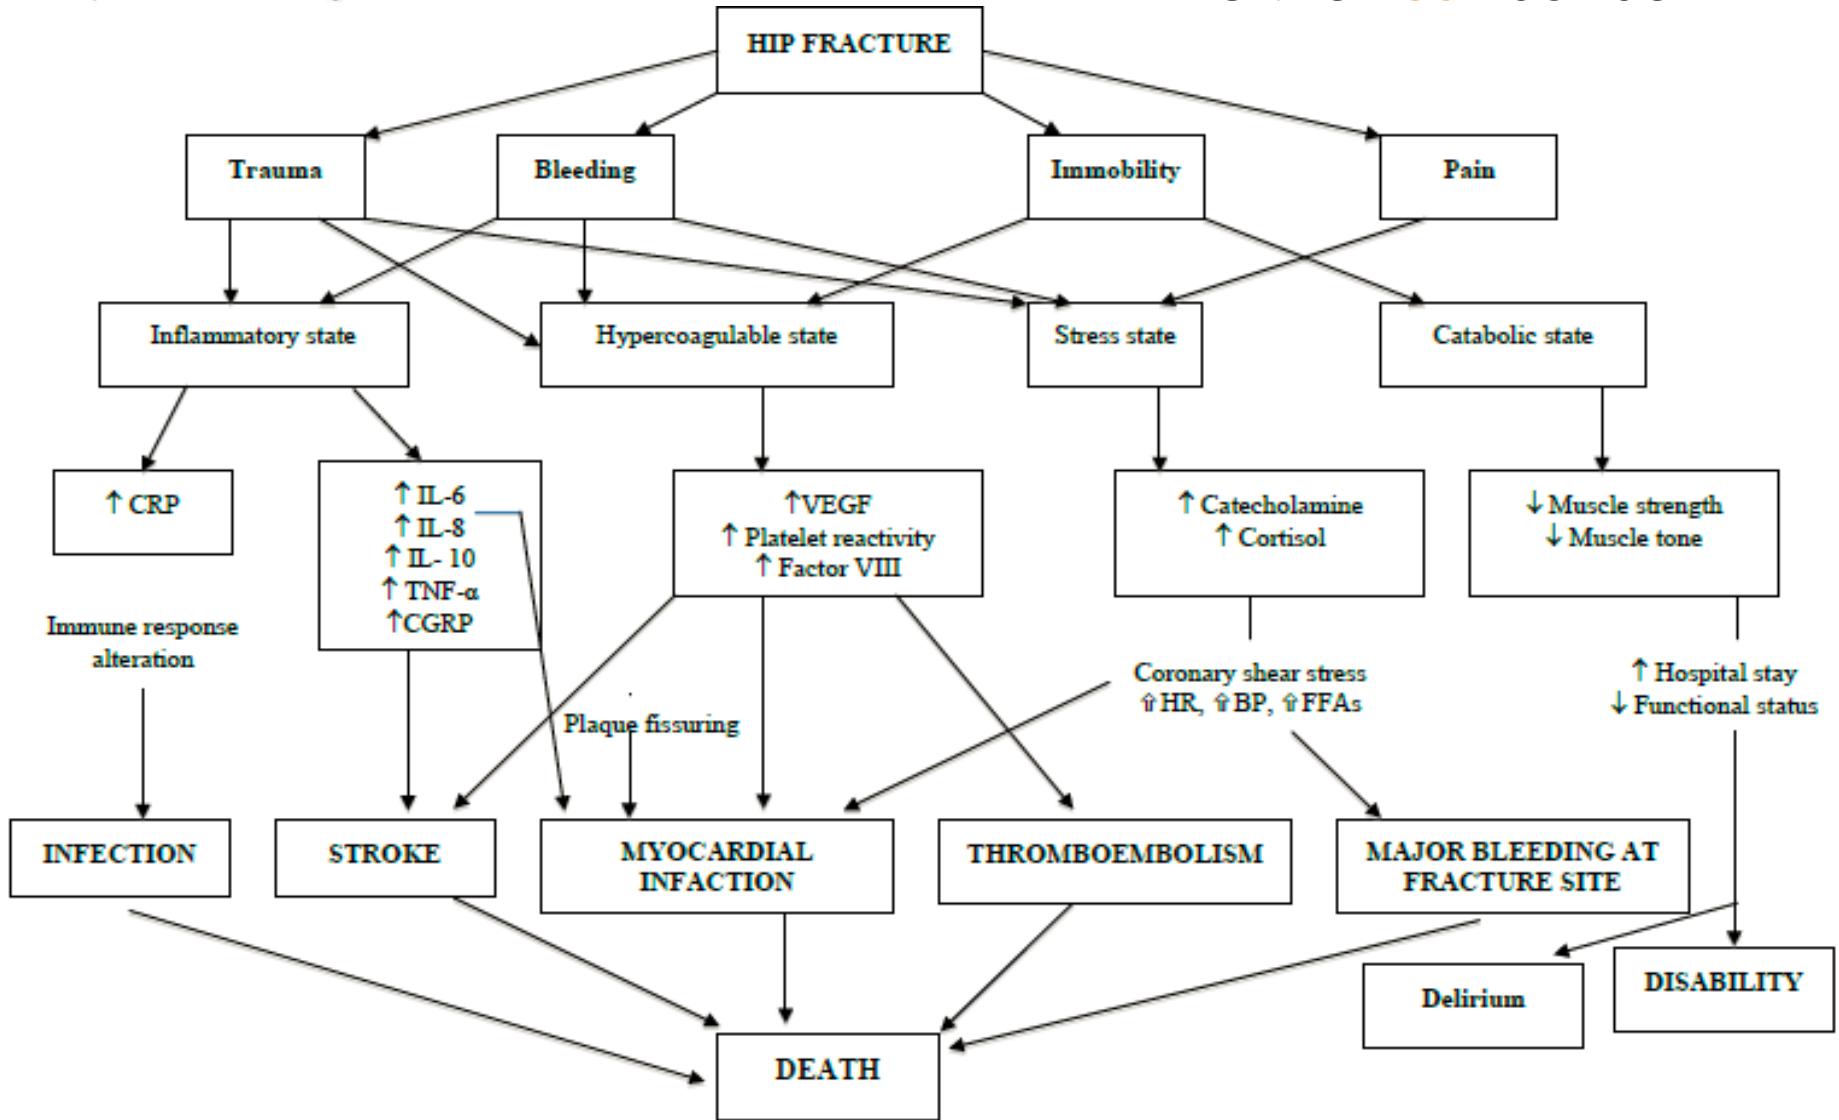 HIP FRACTURE
Trauma
Bleeding
Immobility
Pain
Inflammatory state
Hypercoagulable state
Stress state
Catabolic state
↑ CRP
↑ IL-6
↑ IL-8
↑ IL- 10
↑ TNF-α
↑CGRP
↑VEGF
↑ Platelet reactivity
↑ Factor VIII
↑ Catecholamine
↑ Cortisol
↓ Muscle strength
↓ Muscle tone
Immune response
alteration
Plaque fissuring
Coronary shear stress
⇧HR, ⇧BP, ⇧FFAs
↑ Hospital stay
↓ Functional status
INFECTION
STROKE
MYOCARDIAL
INFACTION
THROMBOEMBOLISM
MAJOR BLEEDING AT
FRACTURE SITE
Delirium
DISABILITY
DEATH